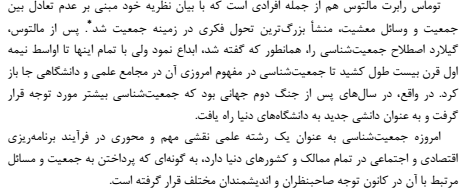 توماس رابرت مالتوس هم از جمله افرادی است که با بیان نظریه خود مبنی بر عدم تعادل بین
جمعیت و وسائل معشیت، منشأ بزرگ‌ترین تحول فکری در زمینه جمعیت شد*. پس از مالتوس،
گیلارد اصطلاح جمعیت‌شناسی را، همانطور که گفته شد، ابداع نمود ولی با تمام اینها تا اواسط نیمه
اول قرن بیست طول کشید تا جمعیت‌شناسی در مفهوم امروزی آن در مجامع علمی و دانشگاهی جا باز
کرد. در واقع، در سال‌های پس از جنگ دوم جهانی بود که جمعیت‌شناسی بیشتر مورد توجه قرار
گرفت و به عنوان دانشی جدید به دانشگاه‌های دنیا راه یافت.
امروزه جمعیت‌شناسی به عنوان یک رشته علمی نقشی مهم و محوری در فرآیند برنامه‌ریزی
اقتصادی و اجتماعی در تمام ممالک و کشورهای دنیا دارد، به گونه‌ای که پرداختن به جمعیت و مسائل
مرتبط با آن در کانون توجه صاحبنظران و اندیشمندان مختلف قرار گرفته است.